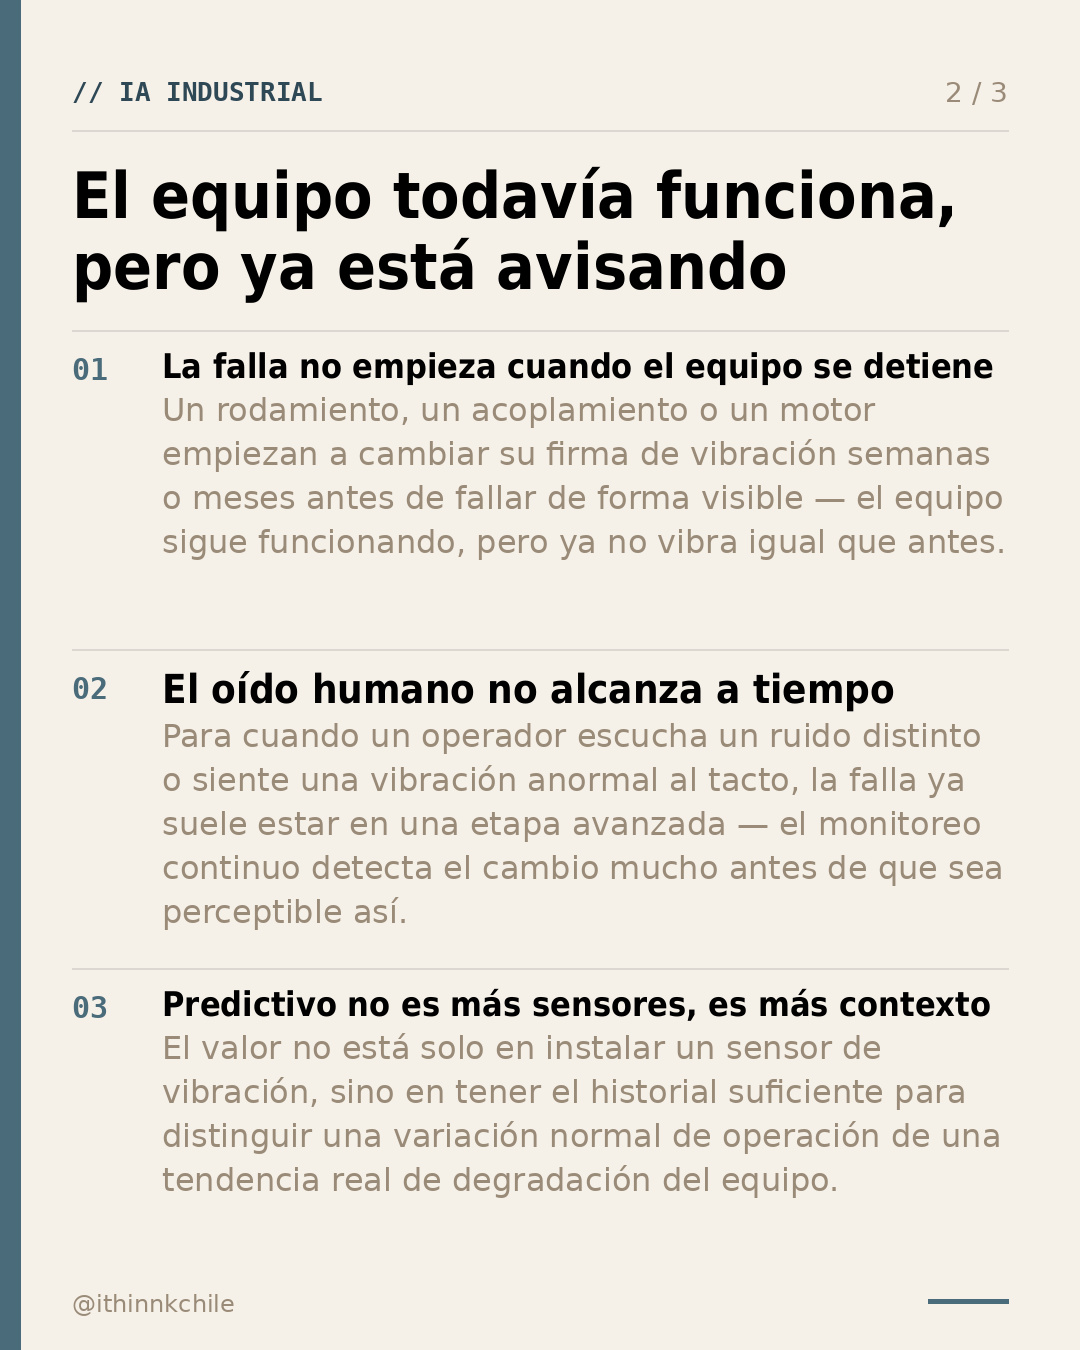 // IA INDUSTRIAL
2 / 3
El equipo todavía funciona,
pero ya está avisando
01
La falla no empieza cuando el equipo se detiene
Un rodamiento, un acoplamiento o un motor
empiezan a cambiar su firma de vibración semanas
o meses antes de fallar de forma visible — el equipo
sigue funcionando, pero ya no vibra igual que antes.
02
El oído humano no alcanza a tiempo
Para cuando un operador escucha un ruido distinto
o siente una vibración anormal al tacto, la falla ya
suele estar en una etapa avanzada — el monitoreo
continuo detecta el cambio mucho antes de que sea
perceptible así.
03
Predictivo no es más sensores, es más contexto
El valor no está solo en instalar un sensor de
vibración, sino en tener el historial suficiente para
distinguir una variación normal de operación de una
tendencia real de degradación del equipo.
@ithinnkchile